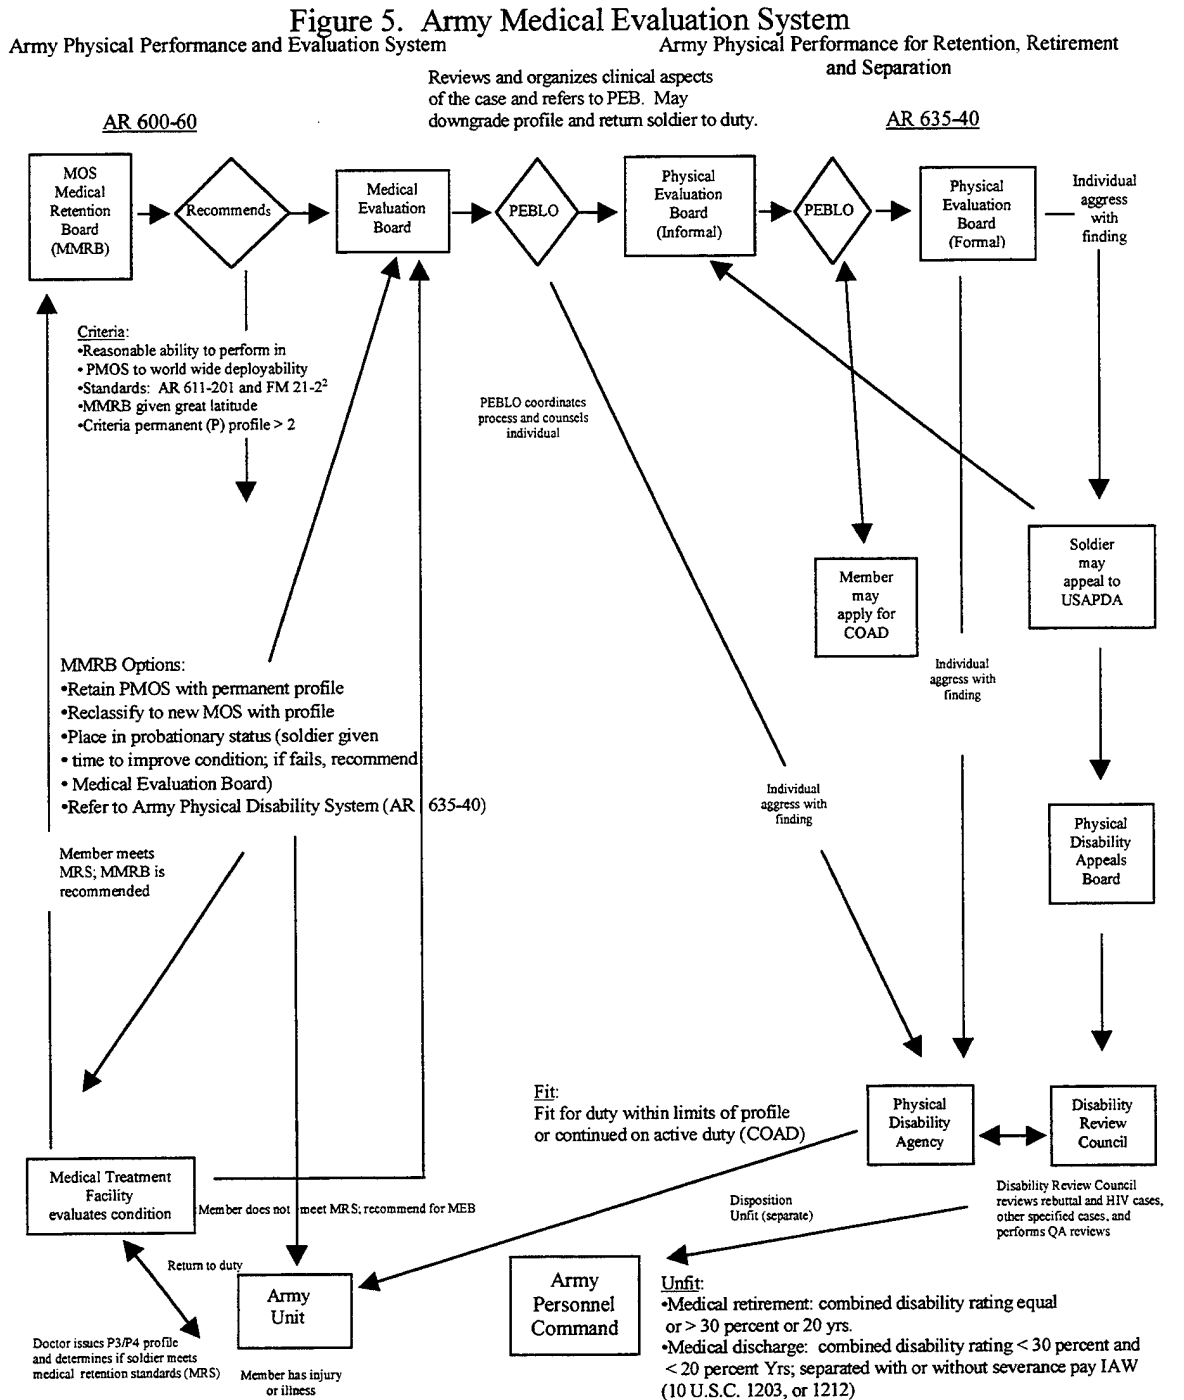 Figure 5.  Army Medical Evaluation System
Army Physical Performance and Evaluation System
Army Physical Performance for Retention, Retirement
and Separation
Reviews and organizes clinical aspects
of the case and refers to PEB.  May
downgrade profile and return soldier to duty.
AR 600-60
AR 635-40
MOS
Medical
Retention
Board
(MMRB)
Recommends
Medical
Evaluation
Board
PEBLO
Physical
Evaluation
Board
(Informal)
PEBLO
Physical
Evaluation
Board
(Formal)
Individual
aggress
with
finding
Criteria:
•Reasonable ability to perform in
• PMOS to world wide deployability
•Standards:  AR 611-201 and FM 21-2²
•MMRB given great latitude
•Criteria permanent (P) profile > 2
PEBLO coordinates
process and counsels
individual
Soldier
may
appeal to
USAPDA
Member
may
apply for
COAD
Individual
aggress with
finding
MMRB Options:
•Retain PMOS with permanent profile
•Reclassify to new MOS with profile
•Place in probationary status (soldier given
• time to improve condition; if fails, recommend
• Medical Evaluation Board)
•Refer to Army Physical Disability System (AR 635-40)
Individual
aggress with
finding
Physical
Disability
Appeals
Board
Member meets
MRS; MMRB is
recommended
Fit:
Fit for duty within limits of profile
or continued on active duty (COAD)
Physical
Disability
Agency
Disability
Review
Council
Medical Treatment
Facility
evaluates condition
Member does not meet MRS; recommend for MEB
Disposition
Unfit (separate)
Disability Review Council
reviews rebuttal and HIV cases,
other specified cases, and
performs QA reviews
Return to duty
Army
Unit
Army
Personnel
Command
Unfit:
•Medical retirement: combined disability rating equal
or > 30 percent or 20 yrs.
•Medical discharge:  combined disability rating < 30 percent and
< 20 percent Yrs; separated with or without severance pay IAW
(10 U.S.C. 1203, or 1212)
Doctor issues P3/P4 profile
and determines if soldier meets
medical retention standards (MRS)
Member has injury
or illness